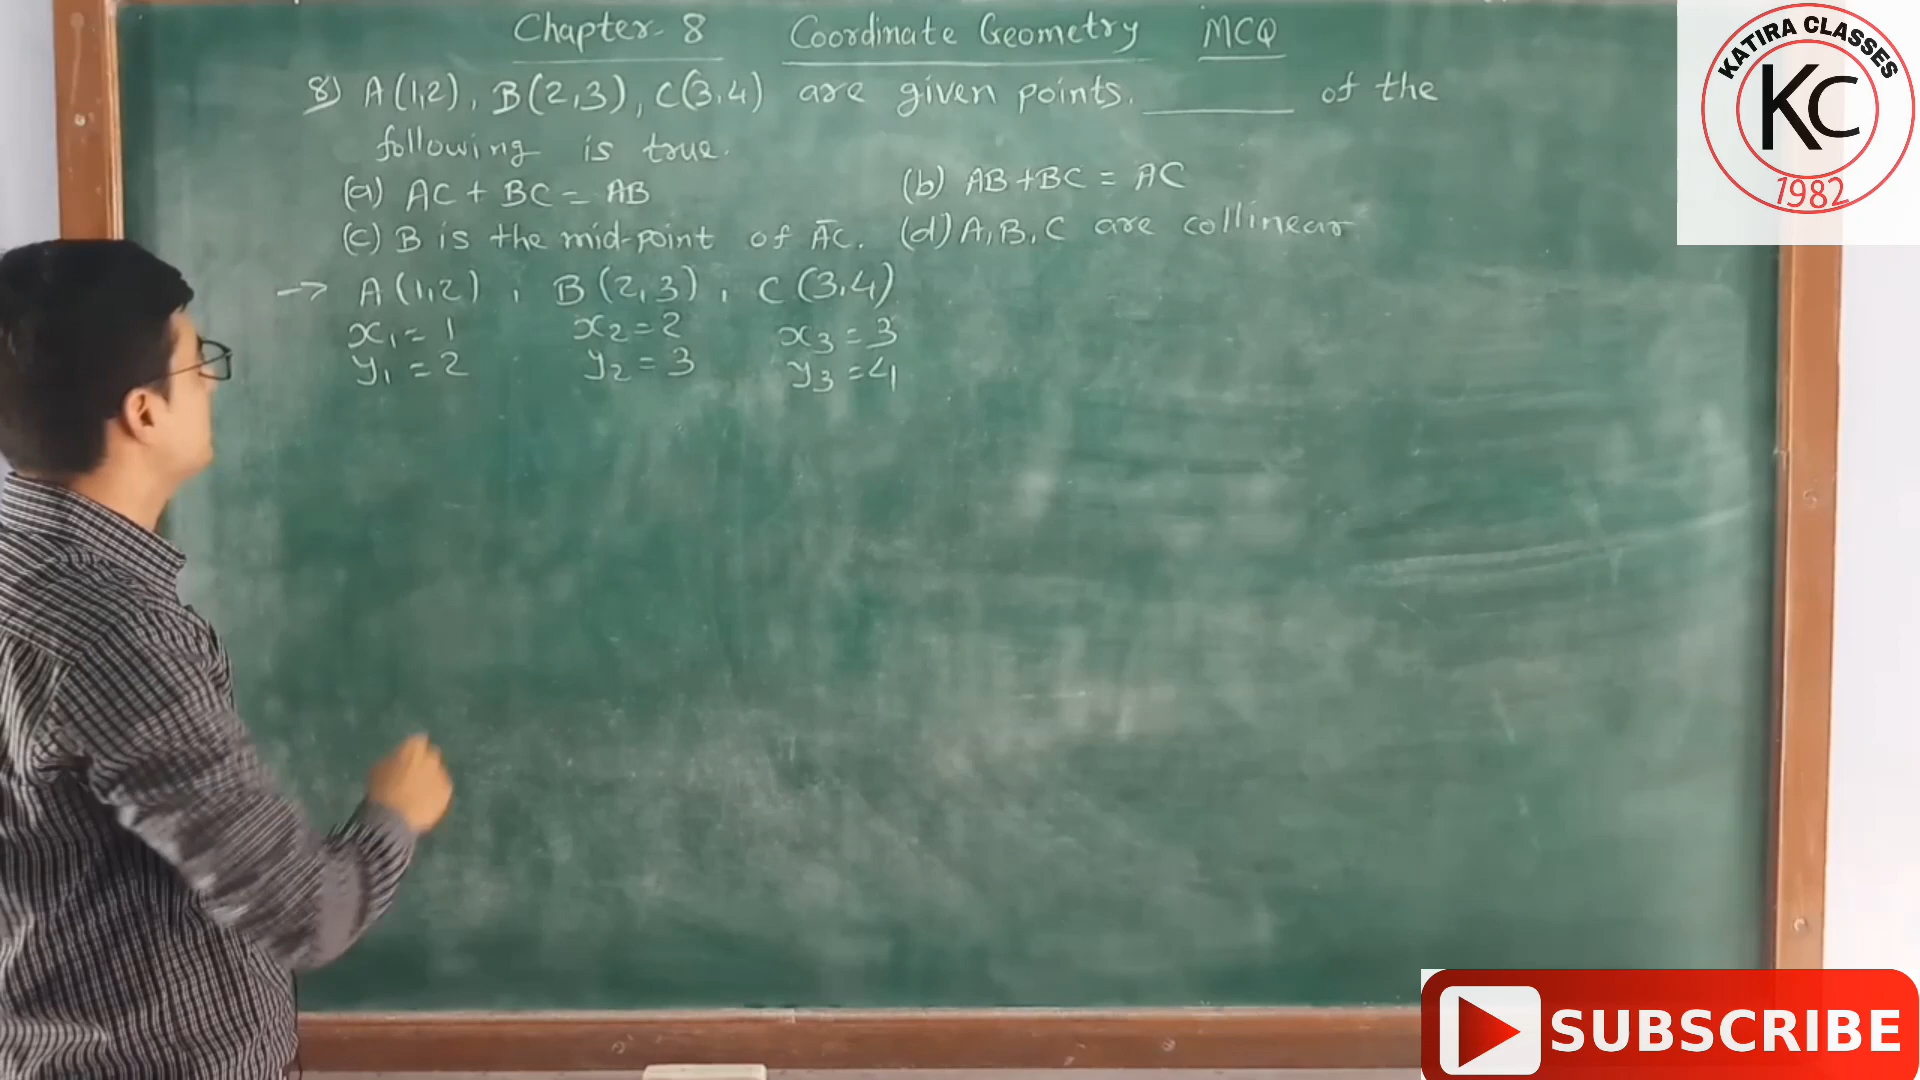 Chapter-8 Coordinate Geometry MCQ
8) A(1,2), B(2,3), C(3,4) are given points. ______ of the
following is true.
(a) AC + BC = AB (b) AB + BC = AC
(c) B is the mid-point of A̅C. (d) A, B, C are collinear
→ A(1,2) , B(2,3) , C(3,4)
x₁ = 1 x₂ = 2 x₃ = 3
y₁ = 2 y₂ = 3 y₃ = 4
KATIRA CLASSES
KC
1982
SUBSCRIBE